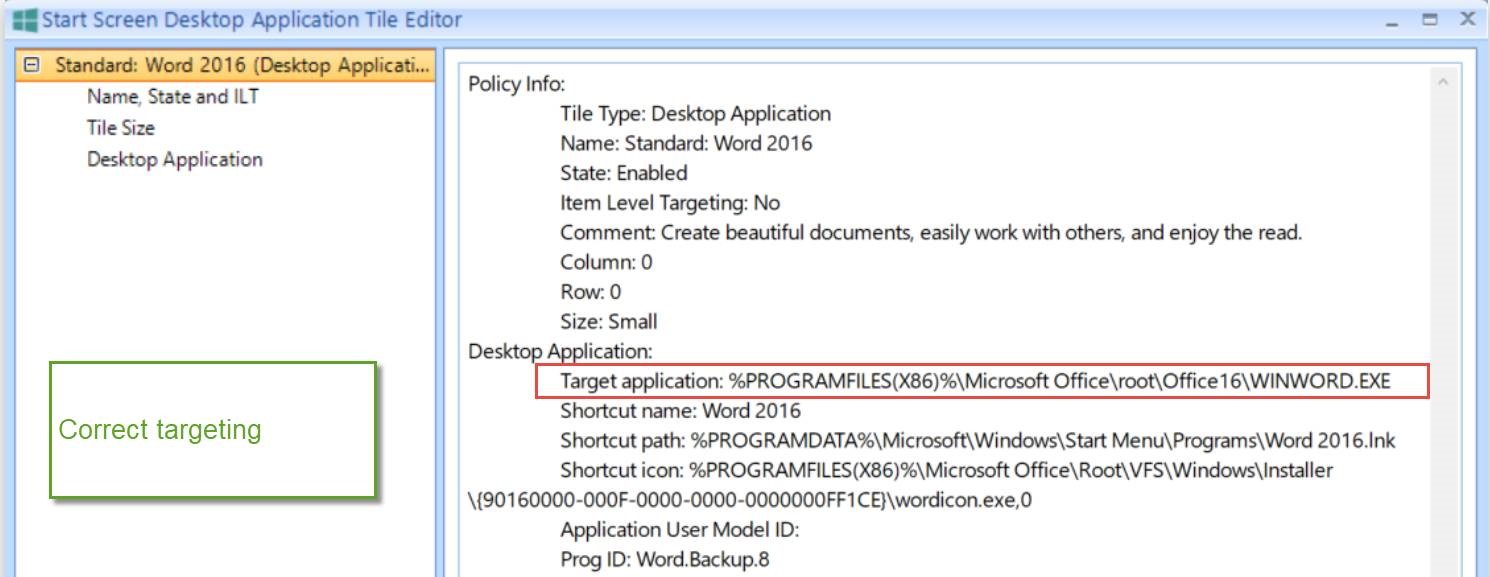 Start Screen Desktop Application Tile Editor
Standard: Word 2016 (Desktop Applicati...
Name, State and ILT
Tile Size
Desktop Application
Correct targeting
Policy Info:
Tile Type: Desktop Application
Name: Standard: Word 2016
State: Enabled
Item Level Targeting: No
Comment: Create beautiful documents, easily work with others, and enjoy the read.
Column: 0
Row: 0
Size: Small
Desktop Application:
Target application: %PROGRAMFILES(X86)%\Microsoft Office\root\Office16\WINWORD.EXE
Shortcut name: Word 2016
Shortcut path: %PROGRAMDATA%\Microsoft\Windows\Start Menu\Programs\Word 2016.lnk
Shortcut icon: %PROGRAMFILES(X86)%\Microsoft Office\Root\VFS\Windows\Installer
\{90160000-000F-0000-0000-0000000FF1CE}\wordicon.exe,0
Application User Model ID:
Prog ID: Word.Backup.8